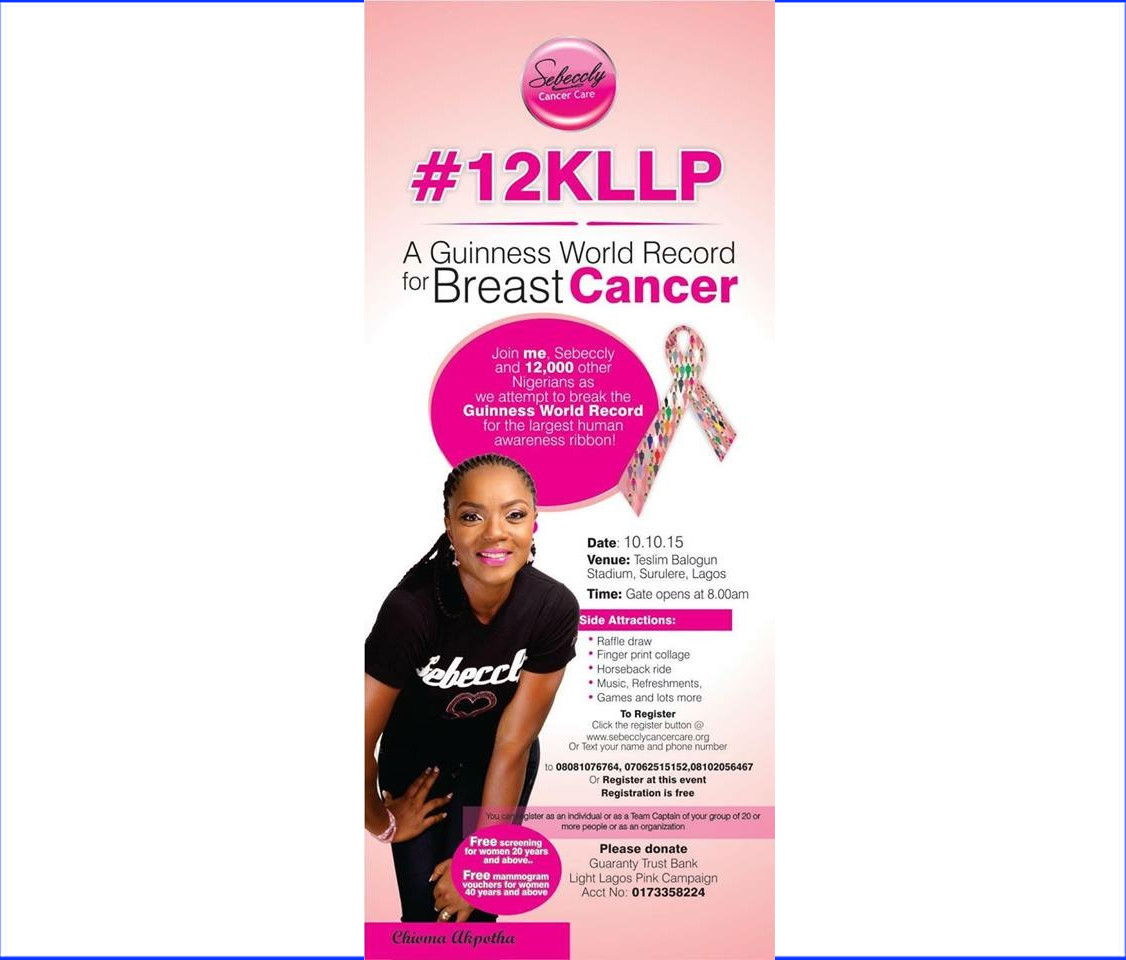 Sebeccly
Cancer Care
#12KLLP
A Guinness World Record
for Breast Cancer
Join me, Sebeccly
and 12,000 other
Nigerians as
we attempt to break the
Guinness World Record
for the largest human
awareness ribbon!
Date: 10.10.15
Venue: Teslim Balogun
Stadium, Surulere, Lagos
Time: Gate opens at 8.00am
Side Attractions:
• Raffle draw
• Finger print collage
• Horseback ride
• Music, Refreshments,
• Games and lots more
Sebeccl
To Register
Click the register button @
www.sebecclycancercare.org
Or Text your name and phone number
to 08081076764, 07062515152,08102056467
Or Register at this event
Registration is free
You can register as an individual or as a Team Captain of your group of 20 or
more people or as an organization
Free screening
for women 20 years
and above..
Free mammogram
vouchers for women
40 years and above
Please donate
Guaranty Trust Bank
Light Lagos Pink Campaign
Acct No: 0173358224
Chioma Akpotha